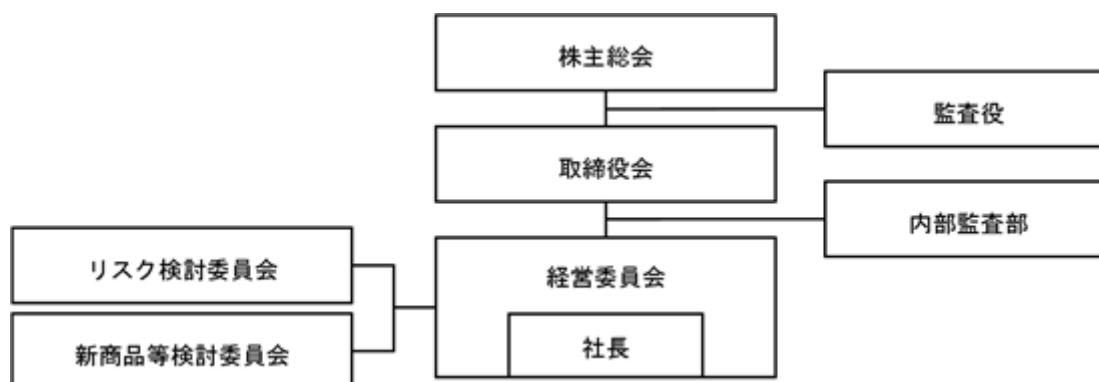 株主総会
監査役
取締役会
内部監査部
リスク検討委員会
経営委員会
新商品等検討委員会
社長